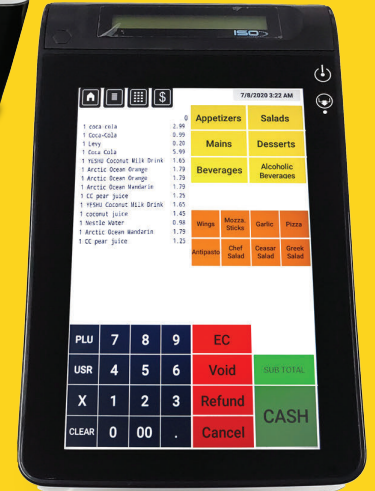 ISO
7/8/2020 3:22 AM
$
0
1 coca cola 2.99
1 Coca-Cola 0.99
1 Levy 0.20
1 Coca Cola 5.99
1 YESHU Coconut Milk Drink 1.65
1 Arctic Ocean Orange 1.79
1 Arctic Ocean Orange 1.79
1 Arctic Ocean Mandarin 1.79
1 CC pear juice 1.25
1 YESHU Coconut Milk Drink 1.65
1 coconut juice 1.45
1 Nestle Water 0.98
1 Arctic Ocean Mandarin 1.79
1 CC pear juice 1.25
Appetizers Salads
Mains Desserts
Beverages Alcoholic
Beverages
Wings Mozza. Sticks Garlic Pizza
Antipasto Chef Salad Ceasar Salad Greek Salad
PLU 7 8 9 EC
USR 4 5 6 Void SUB TOTAL
X 1 2 3 Refund CASH
CLEAR 0 00 . Cancel